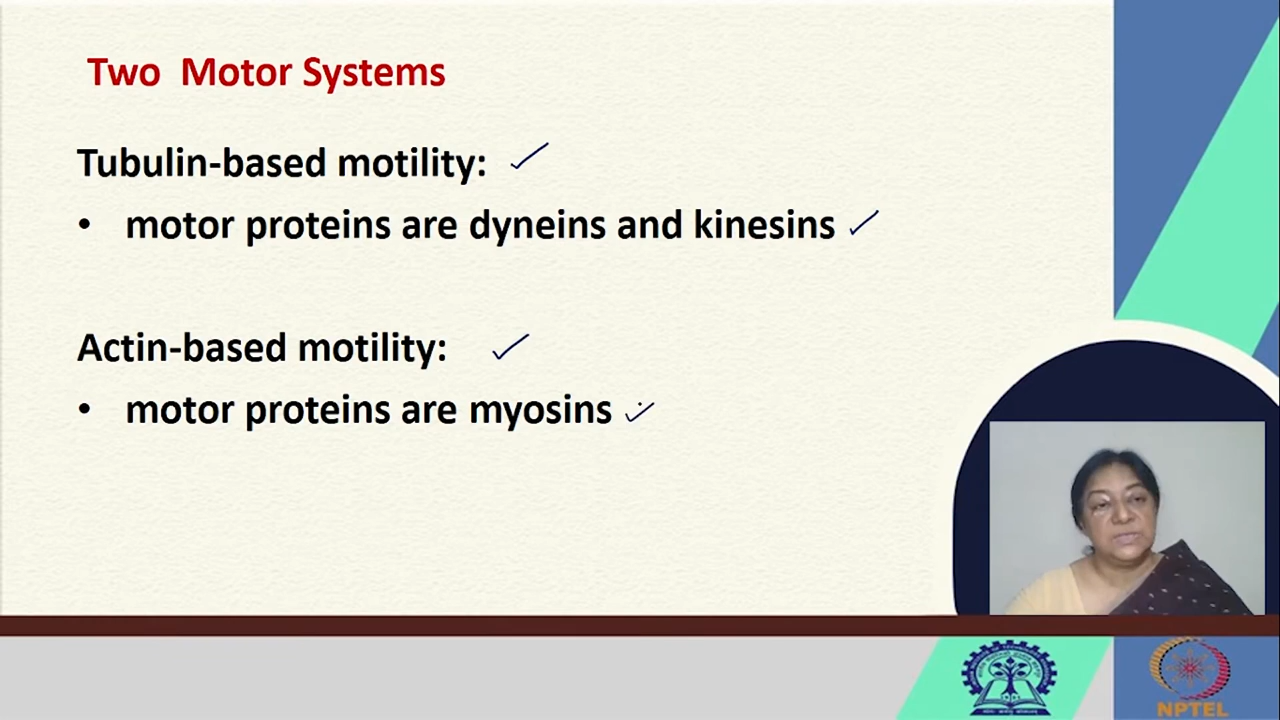 Two Motor Systems
Tubulin-based motility:
• motor proteins are dyneins and kinesins
Actin-based motility:
• motor proteins are myosins
NPTEL